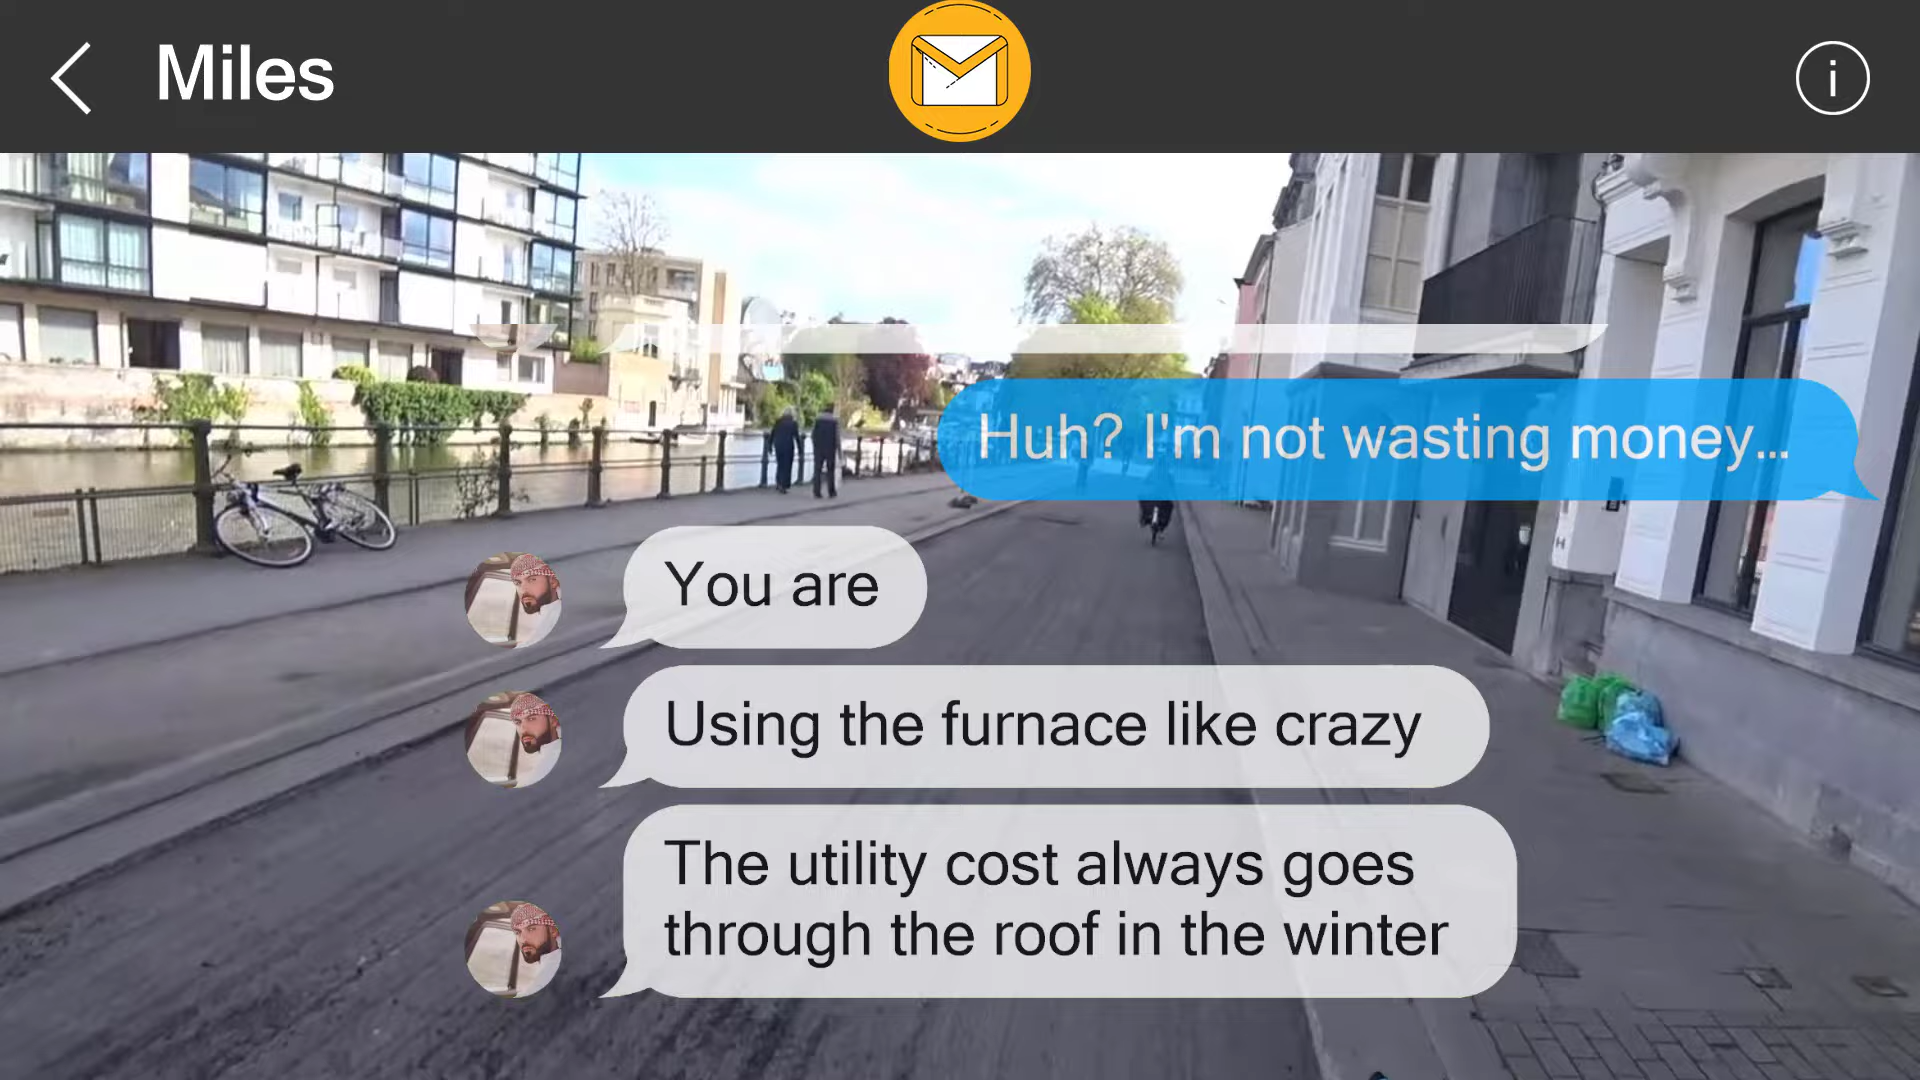 Miles
i
Huh? I'm not wasting money...
You are
Using the furnace like crazy
The utility cost always goes
through the roof in the winter